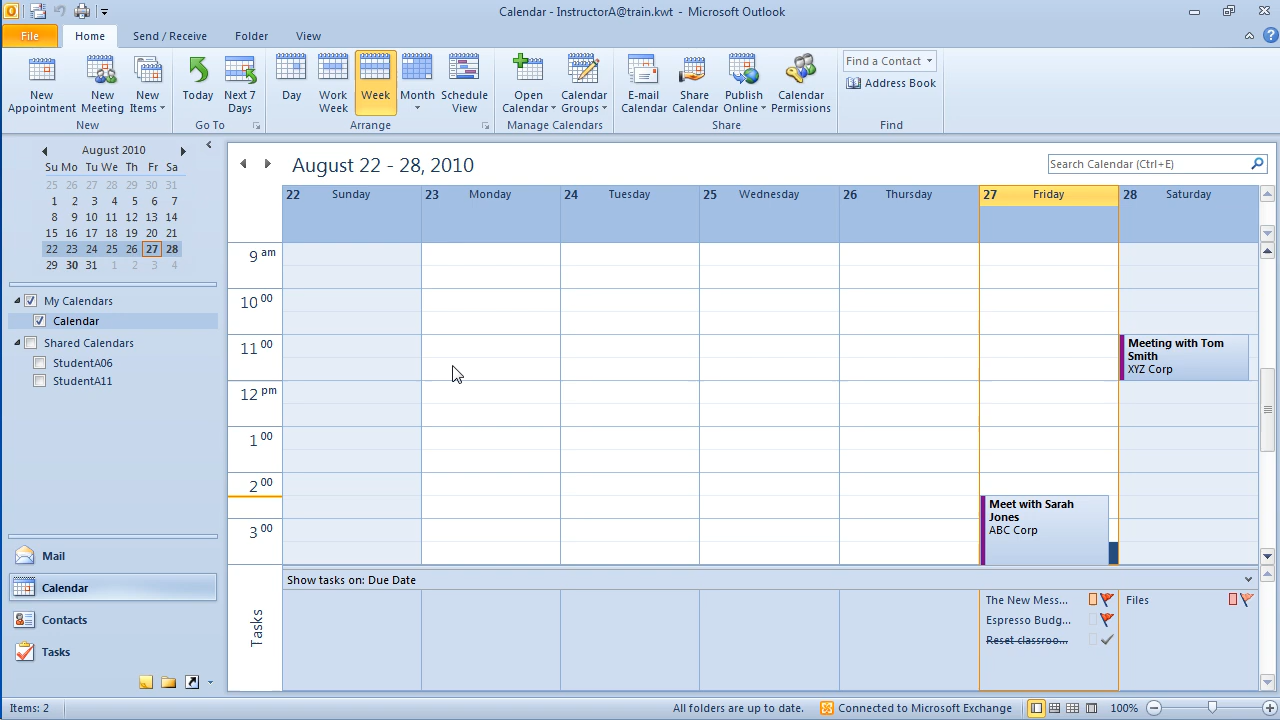 Calendar - InstructorA@train.kwt - Microsoft Outlook
File Home Send / Receive Folder View
New Appointment
New Meeting
New Items
New
Today
Next 7 Days
Go To
Day
Work Week
Week
Month
Schedule View
Arrange
Open Calendar
Calendar Groups
Manage Calendars
E-mail Calendar
Share Calendar
Publish Online
Calendar Permissions
Share
Find a Contact
Address Book
Find
August 2010
Su Mo Tu We Th Fr Sa
25 26 27 28 29 30 31
1 2 3 4 5 6 7
8 9 10 11 12 13 14
15 16 17 18 19 20 21
22 23 24 25 26 27 28
29 30 31 1 2 3 4
My Calendars
Calendar
Shared Calendars
StudentA06
StudentA11
Mail
Calendar
Contacts
Tasks
August 22 - 28, 2010
Search Calendar (Ctrl+E)
22 Sunday 23 Monday 24 Tuesday 25 Wednesday 26 Thursday 27 Friday 28 Saturday
9 am
10 00
11 00
12 pm
1 00
2 00
3 00
Meeting with Tom
Smith
XYZ Corp
Meet with Sarah
Jones
ABC Corp
Show tasks on: Due Date
Tasks
The New Mess...
Espresso Budg...
Reset classroo...
Files
Items: 2
All folders are up to date.
Connected to Microsoft Exchange
100%